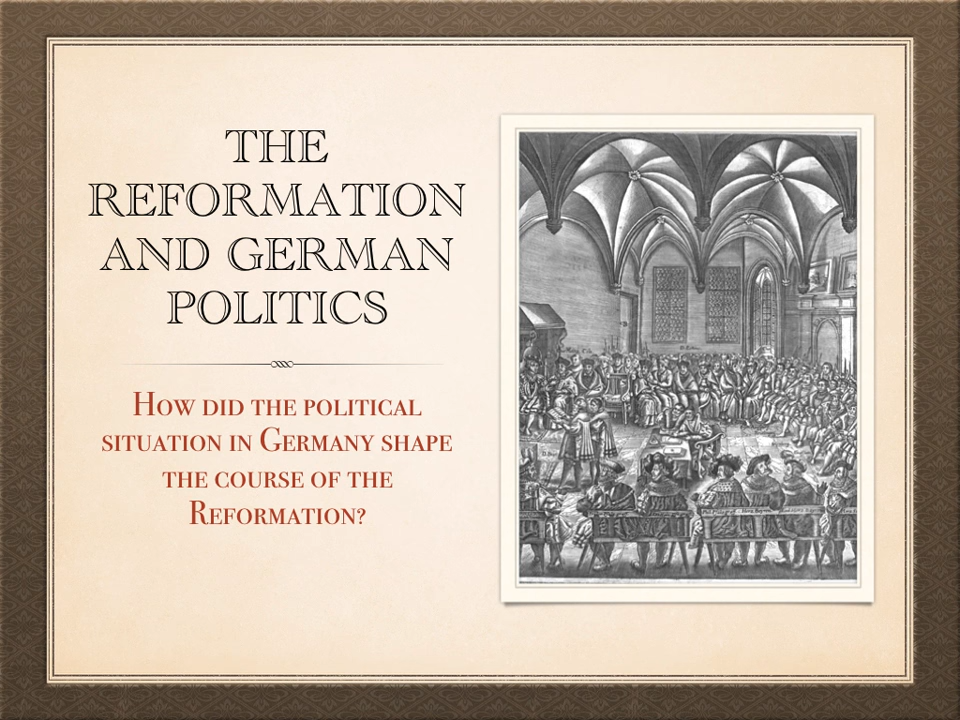 THE
REFORMATION
AND GERMAN
POLITICS
How did the political
situation in Germany shape
the course of the
Reformation?